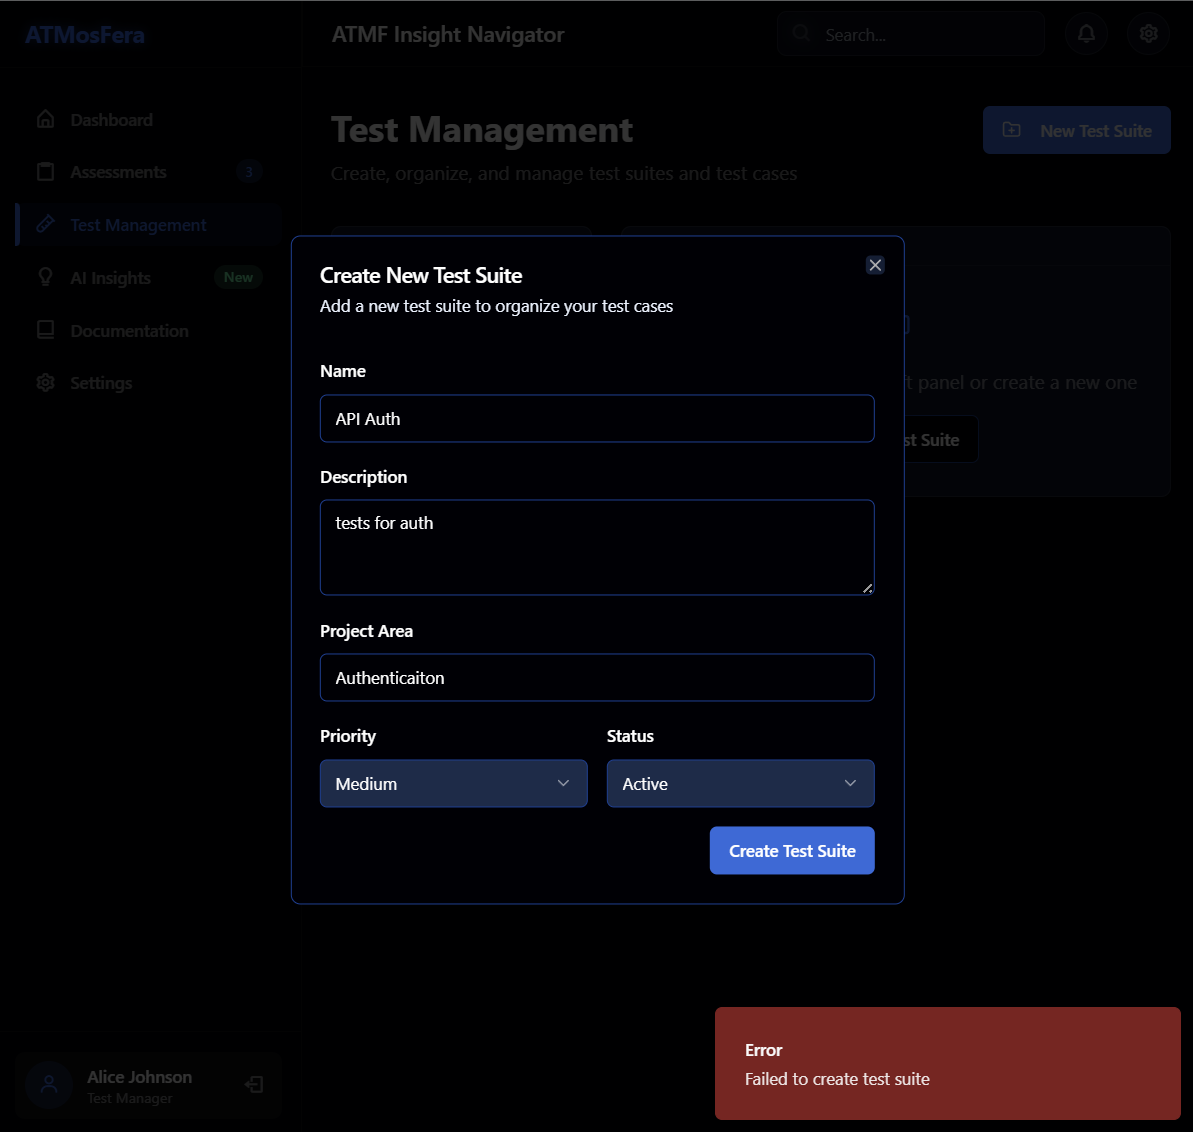 ATMosFera
ATMF Insight Navigator
Search...
Dashboard
Assessments
3
Test Management
AI Insights
New
Documentation
Settings
Test Management
Create, organize, and manage test suites and test cases
New Test Suite
t panel or create a new one
st Suite
Create New Test Suite
Add a new test suite to organize your test cases
Name
API Auth
Description
tests for auth
Project Area
Authenticaiton
Priority
Status
Medium
Active
Create Test Suite
Alice Johnson
Test Manager
Error
Failed to create test suite